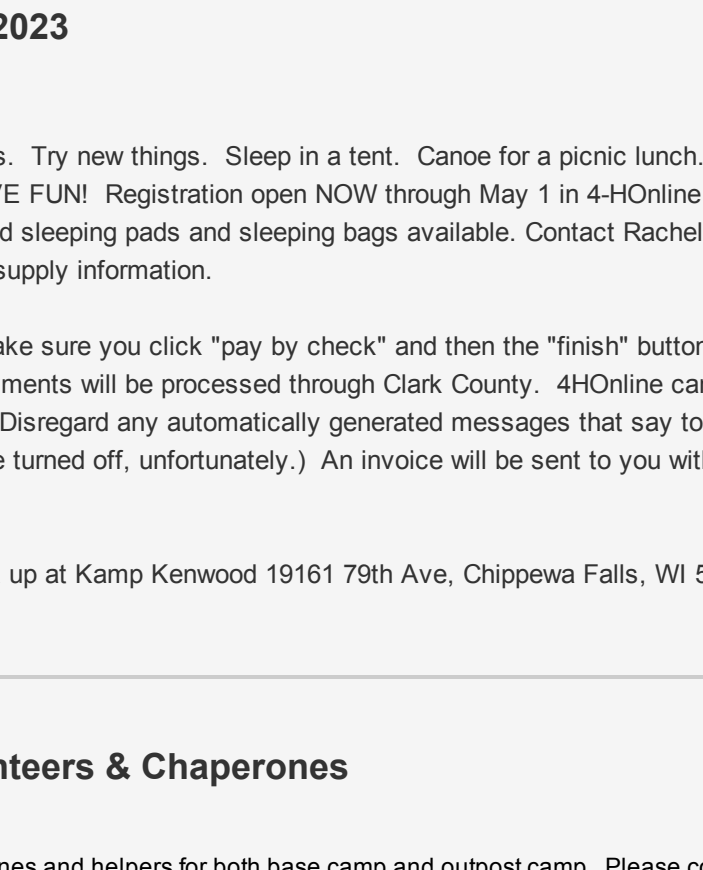 2023
s.  Try new things.  Sleep in a tent.  Canoe for a picnic lunch.
VE FUN!  Registration open NOW through May 1 in 4-HOnline
d sleeping pads and sleeping bags available. Contact Rachel
supply information.
ake sure you click "pay by check" and then the "finish" button
ments will be processed through Clark County.  4HOnline can
Disregard any automatically generated messages that say to
e turned off, unfortunately.)  An invoice will be sent to you with
up at Kamp Kenwood 19161 79th Ave, Chippewa Falls, WI 5
nteers & Chaperones
nes and helpers for both base camp and outpost camp.  Please co